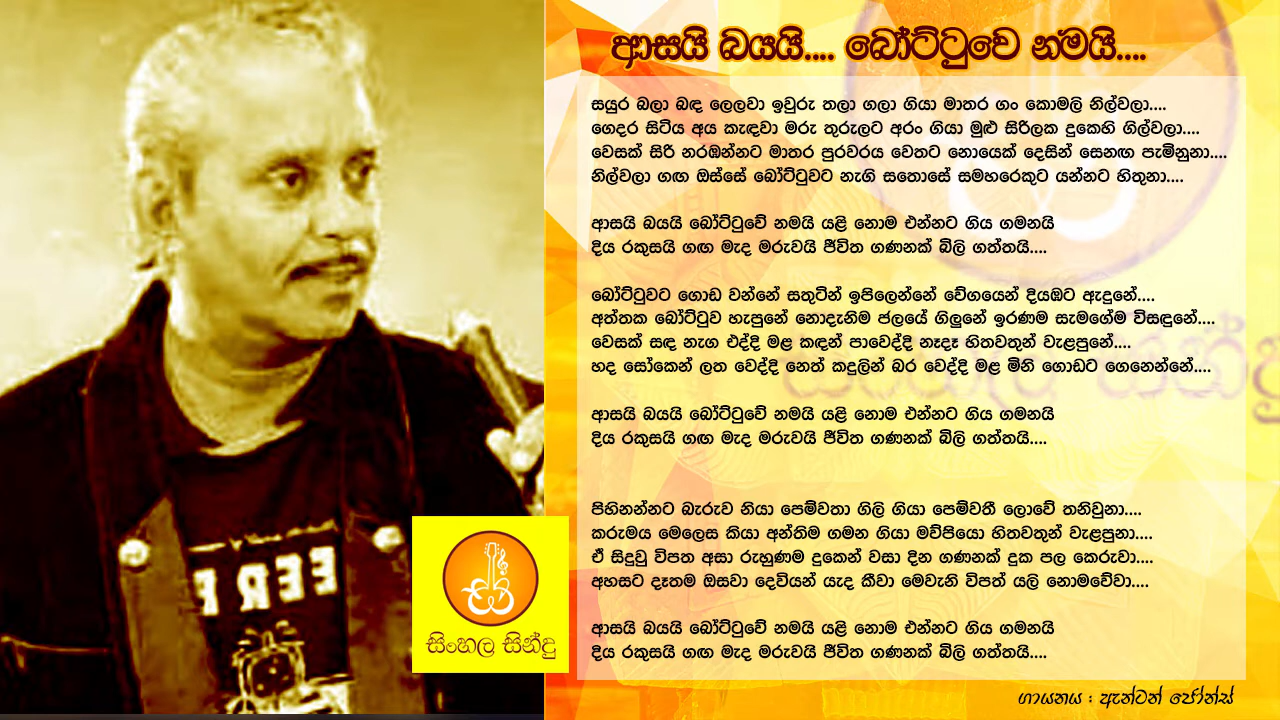 ආසයි බයයි.... බෝට්ටුවෙ නමයි....
සයුර බලා බඳ ලෙලවා ඉවුරු තලා ගලා ගියා මාතර ගං කොමලි නිල්වලා....
ගෙදර සිටිය අය කැඳවා මරු තුරුලට අරං ගියා මුළු සිරිලක දුකෙහි ගිල්වලා....
වෙසක් සිරි නරඹන්නට මාතර පුරවරය වෙතට නොයෙක් දෙසින් සෙනඟ පැමිනුනා....
නිල්වලා ගඟ ඔස්සේ බෝට්ටුවට නැගි සතොසේ සමහරෙකුට යන්නට හිතුනා....
ආසයි බයයි බෝට්ටුවේ නමයි යළි නොම එන්නට ගිය ගමනයි
දිය රකුසයි ගඟ මැද මරුවයි ජීවිත ගණනක් බිලි ගත්තයි....
බෝට්ටුවට ගොඩ වන්නේ සතුටින් ඉපිලෙන්නේ වේගයෙන් දියඹට ඇදුනේ....
අත්තක බෝට්ටුව හැපුනේ නොදැනිම ජලයේ ගිලුනේ ඉරණම සැමගේම විසඳුනේ....
වෙසක් සඳ නැග එද්දි මළ කඳන් පාවෙද්දි නෑදෑ හිතවතුන් වැළපුනේ....
හද සෝකෙන් ලත වෙද්දි නෙත් කදුලින් බර වෙද්දි මළ මිනි ගොඩට ගෙනෙන්නේ....
ආසයි බයයි බෝට්ටුවේ නමයි යළි නොම එන්නට ගිය ගමනයි
දිය රකුසයි ගඟ මැද මරුවයි ජීවිත ගණනක් බිලි ගත්තයි....
පිහිනන්නට බැරුව නියා පෙම්වතා ගිලි ගියා පෙම්වතී ලොවේ තනිවුනා....
කරුමය මෙලෙස කියා අන්තිම ගමන ගියා මව්පියො හිතවතුන් වැළපුනා....
ඒ සිදුවු විපත අසා රුහුණම දුකෙන් වසා දින ගණනක් දුක පල කෙරුවා....
අහසට දෑතම ඔසවා දෙවියන් යැද කීවා මෙවැනි විපත් යලි නොමවේවා....
ආසයි බයයි බෝට්ටුවේ නමයි යළි නොම එන්නට ගිය ගමනයි
දිය රකුසයි ගඟ මැද මරුවයි ජීවිත ගණනක් බිලි ගත්තයි....
ගායනය : ඇන්ටන් ජෝන්ස්
සිංහල සින්දු